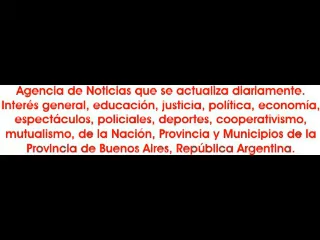 Agencia de Noticias que se actualiza diariamente.
Interés general, educación, justicia, política, economía,
espectáculos, policiales, deportes, cooperativismo,
mutualismo, de la Nación, Provincia y Municipios de la
Provincia de Buenos Aires, República Argentina.